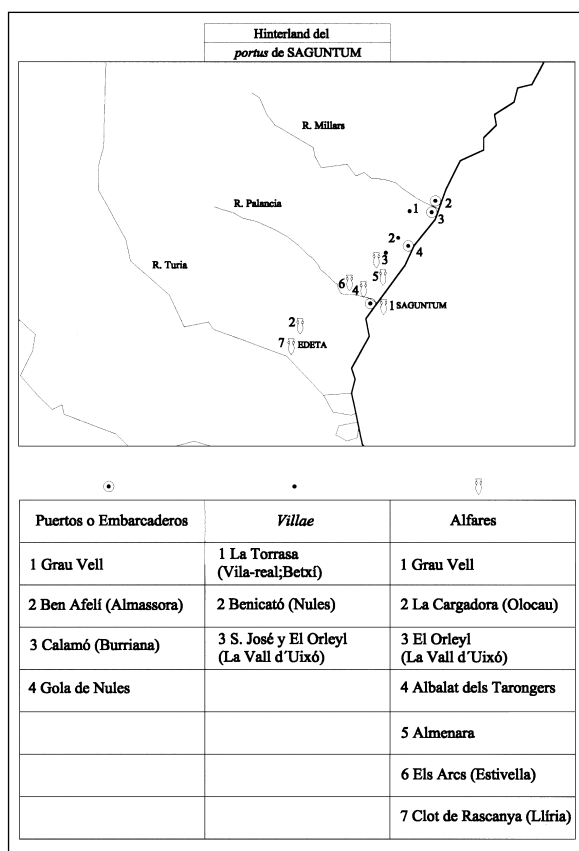 Hinterland del
portus de SAGUNTUM
R. Millars
R. Palancia
R. Turia
2
1
3
2
4
3
5
6
4
1 SAGUNTUM
2
7 EDETA
Puertos o Embarcaderos Villae Alfares
1 Grau Vell
1 La Torrasa
(Vila-real;Betxí)
1 Grau Vell
2 Ben Afelí (Almassora)
2 Benicató (Nules)
2 La Cargadora (Olocau)
3 Calamó (Burriana)
3 S. José y El Orleyl
(La Vall d´Uixó)
3 El Orleyl
(La Vall d´Uixó)
4 Gola de Nules
4 Albalat dels Tarongers
5 Almenara
6 Els Arcs (Estivella)
7 Clot de Rascanya (Llíria)